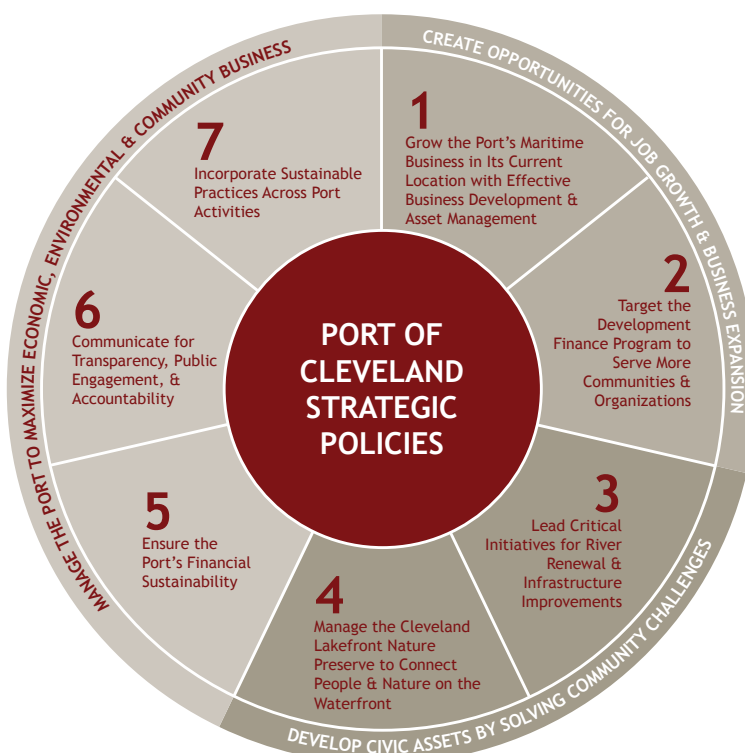 PORT OF
CLEVELAND
STRATEGIC
POLICIES
CREATE OPPORTUNITIES FOR JOB GROWTH & BUSINESS EXPANSION
1
Grow the Port's Maritime
Business in Its Current
Location with Effective
Business Development &
Asset Management
2
Target the
Development
Finance Program to
Serve More
Communities &
Organizations
DEVELOP CIVIC ASSETS BY SOLVING COMMUNITY CHALLENGES
3
Lead Critical
Initiatives for River
Renewal &
Infrastructure
Improvements
4
Manage the Cleveland
Lakefront Nature
Preserve to Connect
People & Nature on the
Waterfront
MANAGE THE PORT TO MAXIMIZE ECONOMIC, ENVIRONMENTAL & COMMUNITY BUSINESS
5
Ensure the
Port's Financial
Sustainability
6
Communicate for
Transparency, Public
Engagement, &
Accountability
7
Incorporate Sustainable
Practices Across Port
Activities